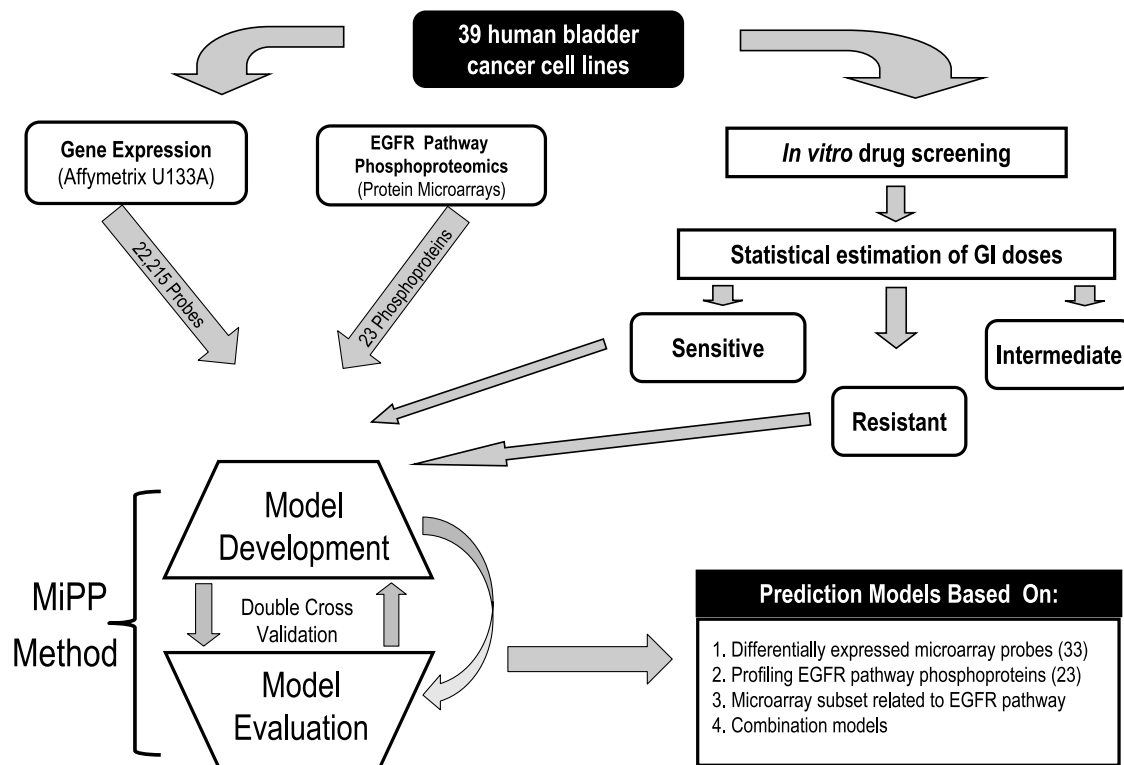 39 human bladder
cancer cell lines
Gene Expression
(Affymetrix U133A)
EGFR Pathway
Phosphoproteomics
(Protein Microarrays)
In vitro drug screening
Statistical estimation of GI doses
22,215 Probes
23 Phosphoproteins
Sensitive
Intermediate
Resistant
Model
Development
MiPP
Method
Double Cross
Validation
Model
Evaluation
Prediction Models Based On:
1. Differentially expressed microarray probes (33)
2. Profiling EGFR pathway phosphoproteins (23)
3. Microarray subset related to EGFR pathway
4. Combination models